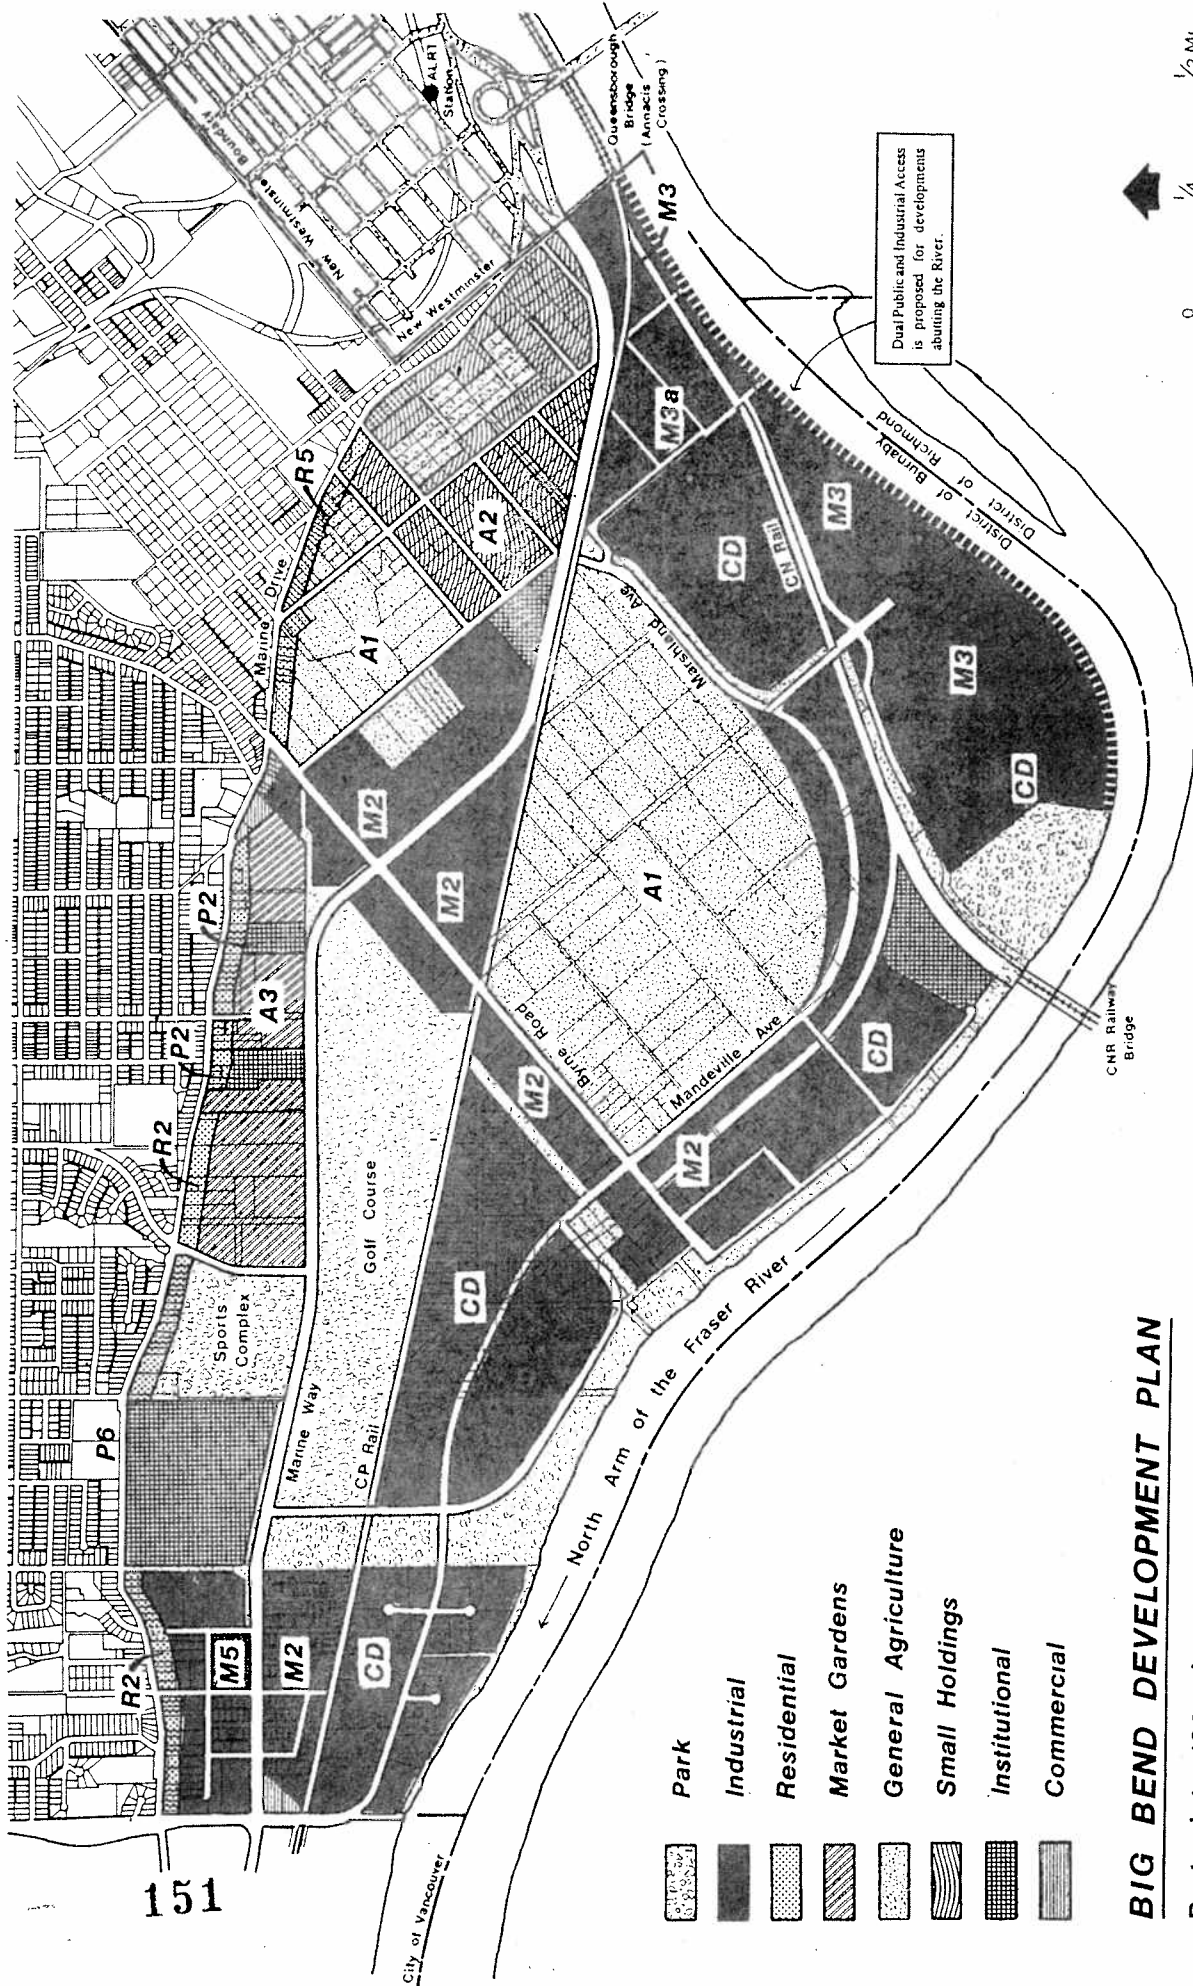 151
Boundary
New Westminste
New
New Westminster
ALRT
Station
Queensborough
Bridge
(Annacis
Crossing)
M3
Dual Public and Industrial Access
is proposed for developments
abutting the River.
District of Burnaby
District of Richmond
Marine Drive
R5
A2
A1
M3a
CD
CN Rail
M3
M3
CD
Marshland Ave
A1
M2
M2
P2
P2
A3
R2
Byrne Road
Mandeville Ave
M2
M2
CD
CNR Railway
Bridge
Golf Course
Sports
Complex
CD
Marine Way
CP Rail
P6
R2
M5
M2
CD
North Arm of the Fraser River
City of Vancouver
Park
Industrial
Residential
Market Gardens
General Agriculture
Small Holdings
Institutional
Commercial
0 1/4 1/2 Mi
BIG BEND DEVELOPMENT PLAN